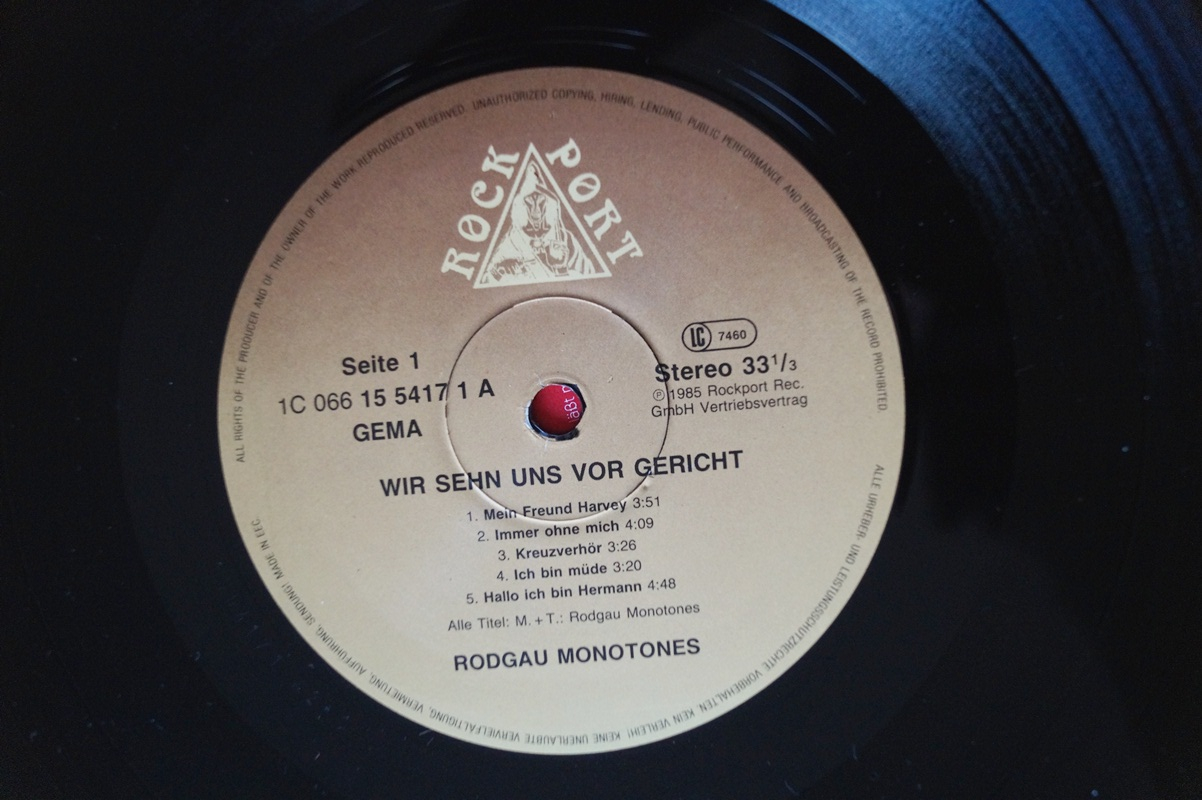 ALL RIGHTS OF THE PRODUCER AND OF THE OWNER OF THE WORK REPRODUCED RESERVED. UNAUTHORIZED COPYING, HIRING, LENDING, PUBLIC PERFORMANCE AND BROADCASTING OF THE RECORD PROHIBITED.
ROCK PORT
LC 7460
Seite 1
Stereo 33 1/3
1C 066 15 5417 1 A
℗ 1985 Rockport Rec.
GmbH Vertriebsvertrag
GEMA
WIR SEHN UNS VOR GERICHT
1. Mein Freund Harvey 3:51
2. Immer ohne mich 4:09
3. Kreuzverhör 3:26
4. Ich bin müde 3:20
5. Hallo ich bin Hermann 4:48
Alle Titel: M. + T.: Rodgau Monotones
RODGAU MONOTONES
ALLE URHEBER- UND LEISTUNGSSCHUTZRECHTE VORBEHALTEN. KEIN VERLEIH! KEINE UNERLAUBTE VERVIELFÄLTIGUNG, VERMIETUNG, AUFFÜHRUNG, SENDUNG! MADE IN EEC.